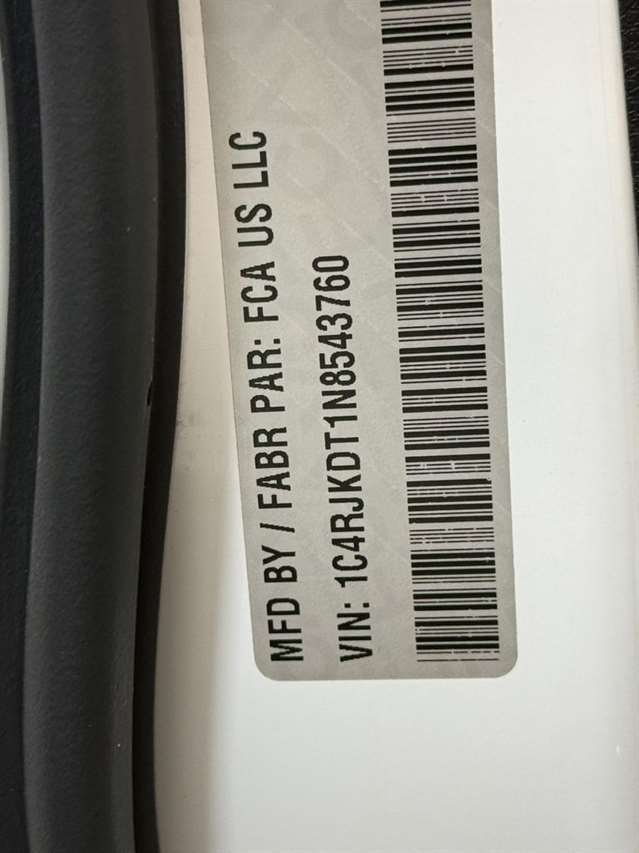 MFD BY / FABR PAR: FCA US LLC
VIN: 1C4RJKDT1N8543760